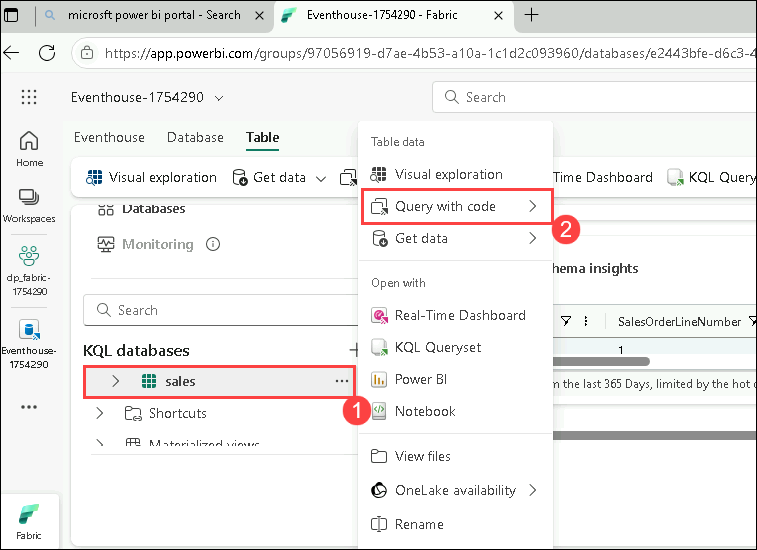 microsft power bi portal - Search
Eventhouse-1754290 - Fabric
https://app.powerbi.com/groups/97056919-d7ae-4b53-a10a-1c1d2c093960/databases/e2443bfe-d6c3-4
Eventhouse-1754290
Search
Eventhouse
Database
Table
Visual exploration
Get data
Time Dashboard
KQL Query
Home
Workspaces
dp_fabric-
1754290
Eventhouse
-1754290
Fabric
Databases
Monitoring
Search
KQL databases
sales
1
Shortcuts
Materialized views
Table data
Visual exploration
Query with code
2
Get data
Open with
Real-Time Dashboard
KQL Queryset
Power BI
Notebook
View files
OneLake availability
Rename
hema insights
SalesOrderLineNumber
1
m the last 365 Days, limited by the hot c